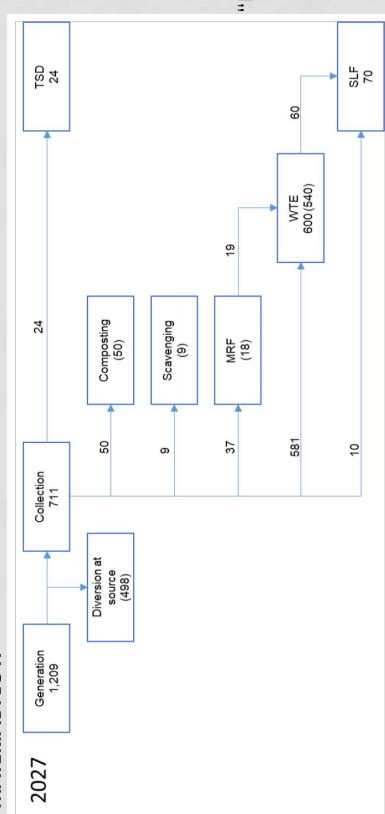 2027
Generation
1,209
Diversion at
source
(498)
Collection
711
24
TSD
24
50
Composting
(50)
9
Scavenging
(9)
37
MRF
(18)
19
581
WTE
600 (540)
60
10
SLF
70